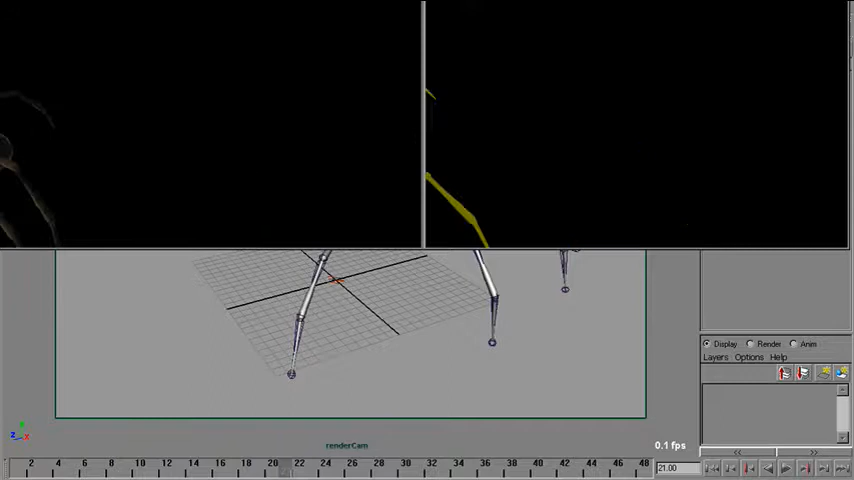 Display Render Anim
Layers Options Help
z x
renderCam
0.1 fps
2 4 6 8 10 12 14 16 18 20 22 24 26 28 30 32 34 36 38 40 42 44 46 48
21.00
<< >>